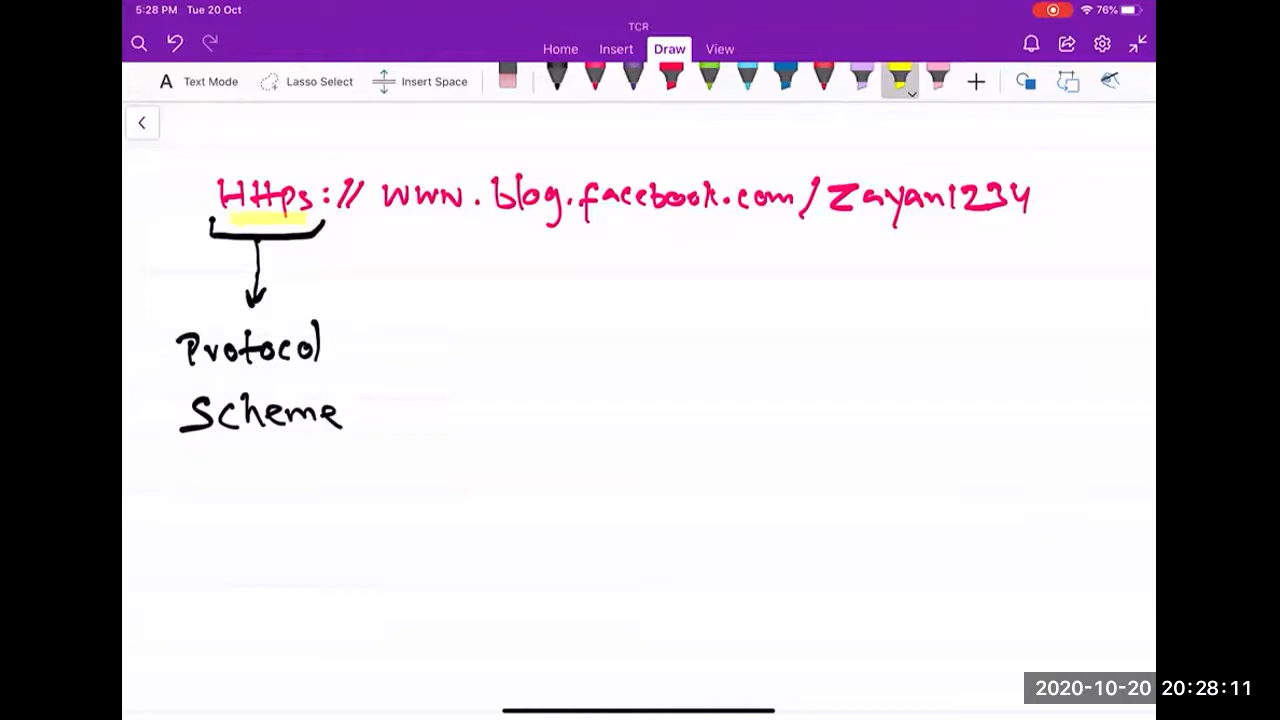 5:28 PM Tue 20 Oct
76%
TCR
Home Insert Draw View
A Text Mode Lasso Select Insert Space
HttPs:// www.blog.facebook.com/Zayan1234
Protocol
Scheme
2020-10-20 20:28:11